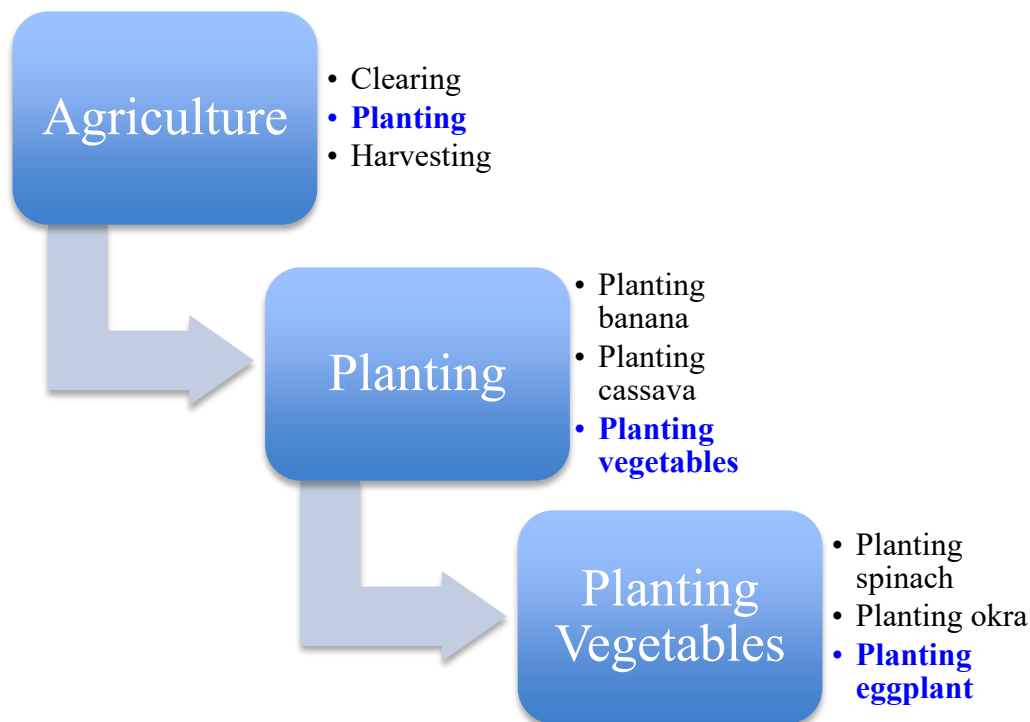 Agriculture
• Clearing
• Planting
• Harvesting
Planting
• Planting
banana
• Planting
cassava
• Planting
vegetables
Planting
Vegetables
• Planting
spinach
• Planting okra
• Planting
eggplant